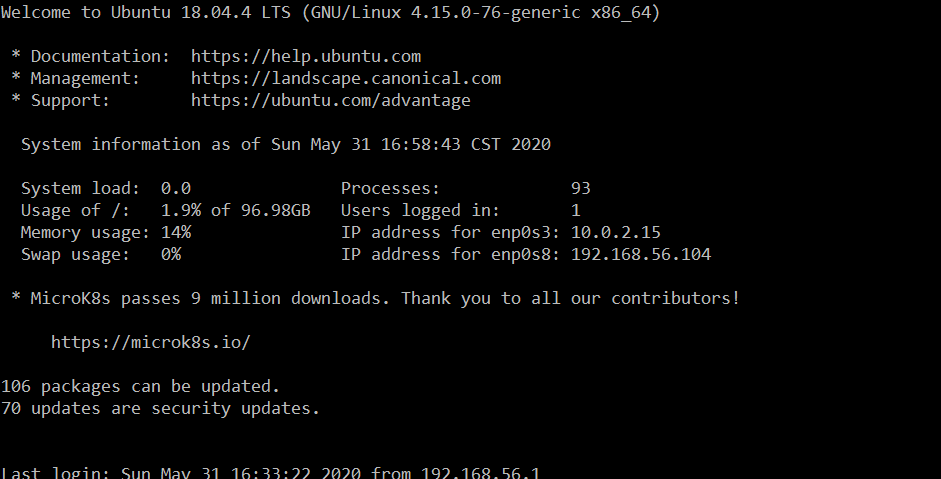 Welcome to Ubuntu 18.04.4 LTS (GNU/Linux 4.15.0-76-generic x86_64)
* Documentation: https://help.ubuntu.com
* Management: https://landscape.canonical.com
* Support: https://ubuntu.com/advantage
System information as of Sun May 31 16:58:43 CST 2020
System load: 0.0 Processes: 93
Usage of /: 1.9% of 96.98GB Users logged in: 1
Memory usage: 14% IP address for enp0s3: 10.0.2.15
Swap usage: 0% IP address for enp0s8: 192.168.56.104
* MicroK8s passes 9 million downloads. Thank you to all our contributors!
https://microk8s.io/
106 packages can be updated.
70 updates are security updates.
Last login: Sun May 31 16:33:22 2020 from 192.168.56.1